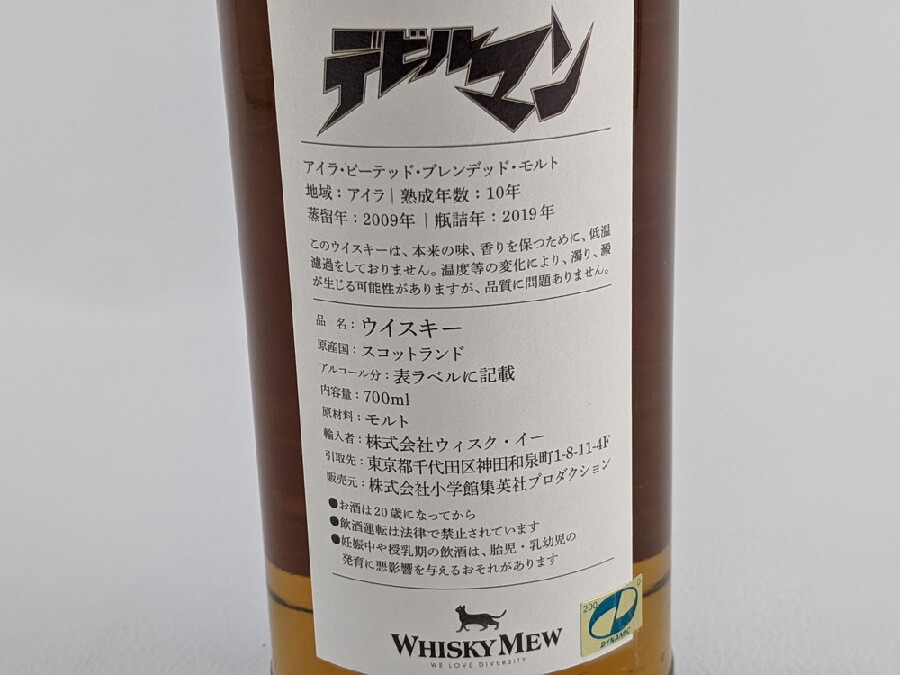 デビルマン
アイラ・ピーテッド・ブレンデッド・モルト
地域：アイラ | 熟成年数：10年
蒸留年：2009年 | 瓶詰年：2019年
このウイスキーは、本来の味、香りを保つために、低温
濾過をしておりません。温度等の変化により、濁り、澱
が生じる可能性がありますが、品質に問題ありません。
品 名：ウイスキー
原産国：スコットランド
アルコール分：表ラベルに記載
内容量：700ml
原材料：モルト
輸入者：株式会社ウィスク・イー
引取先：東京都千代田区神田和泉町1-8-11-4F
販売元：株式会社小学館集英社プロダクション
●お酒は20歳になってから
●飲酒運転は法律で禁止されています
●妊娠中や授乳期の飲酒は、胎児・乳幼児の
発育に悪影響を与えるおそれがあります
WHISKY MEW
WE LOVE DIVERSITY
200
DYNAMIC